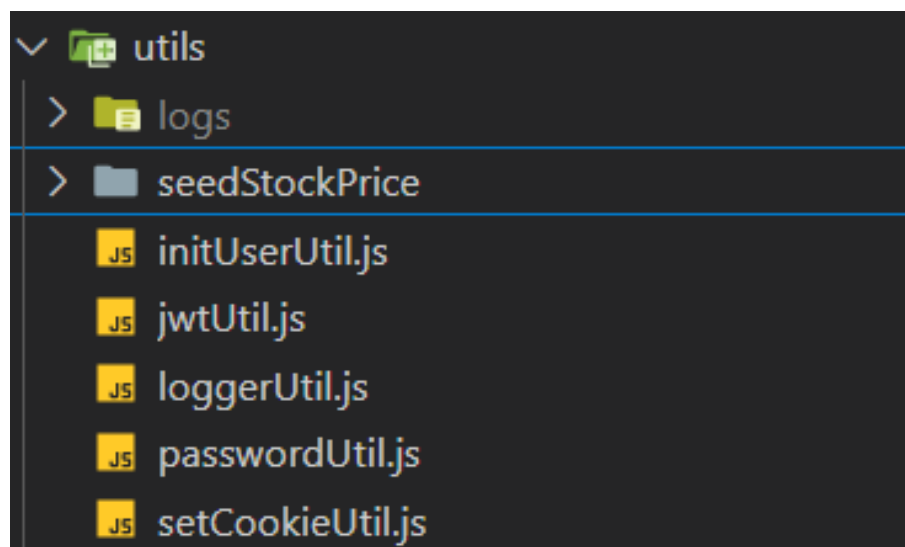 utils
logs
seedStockPrice
JS initUserUtil.js
JS jwtUtil.js
JS loggerUtil.js
JS passwordUtil.js
JS setCookieUtil.js